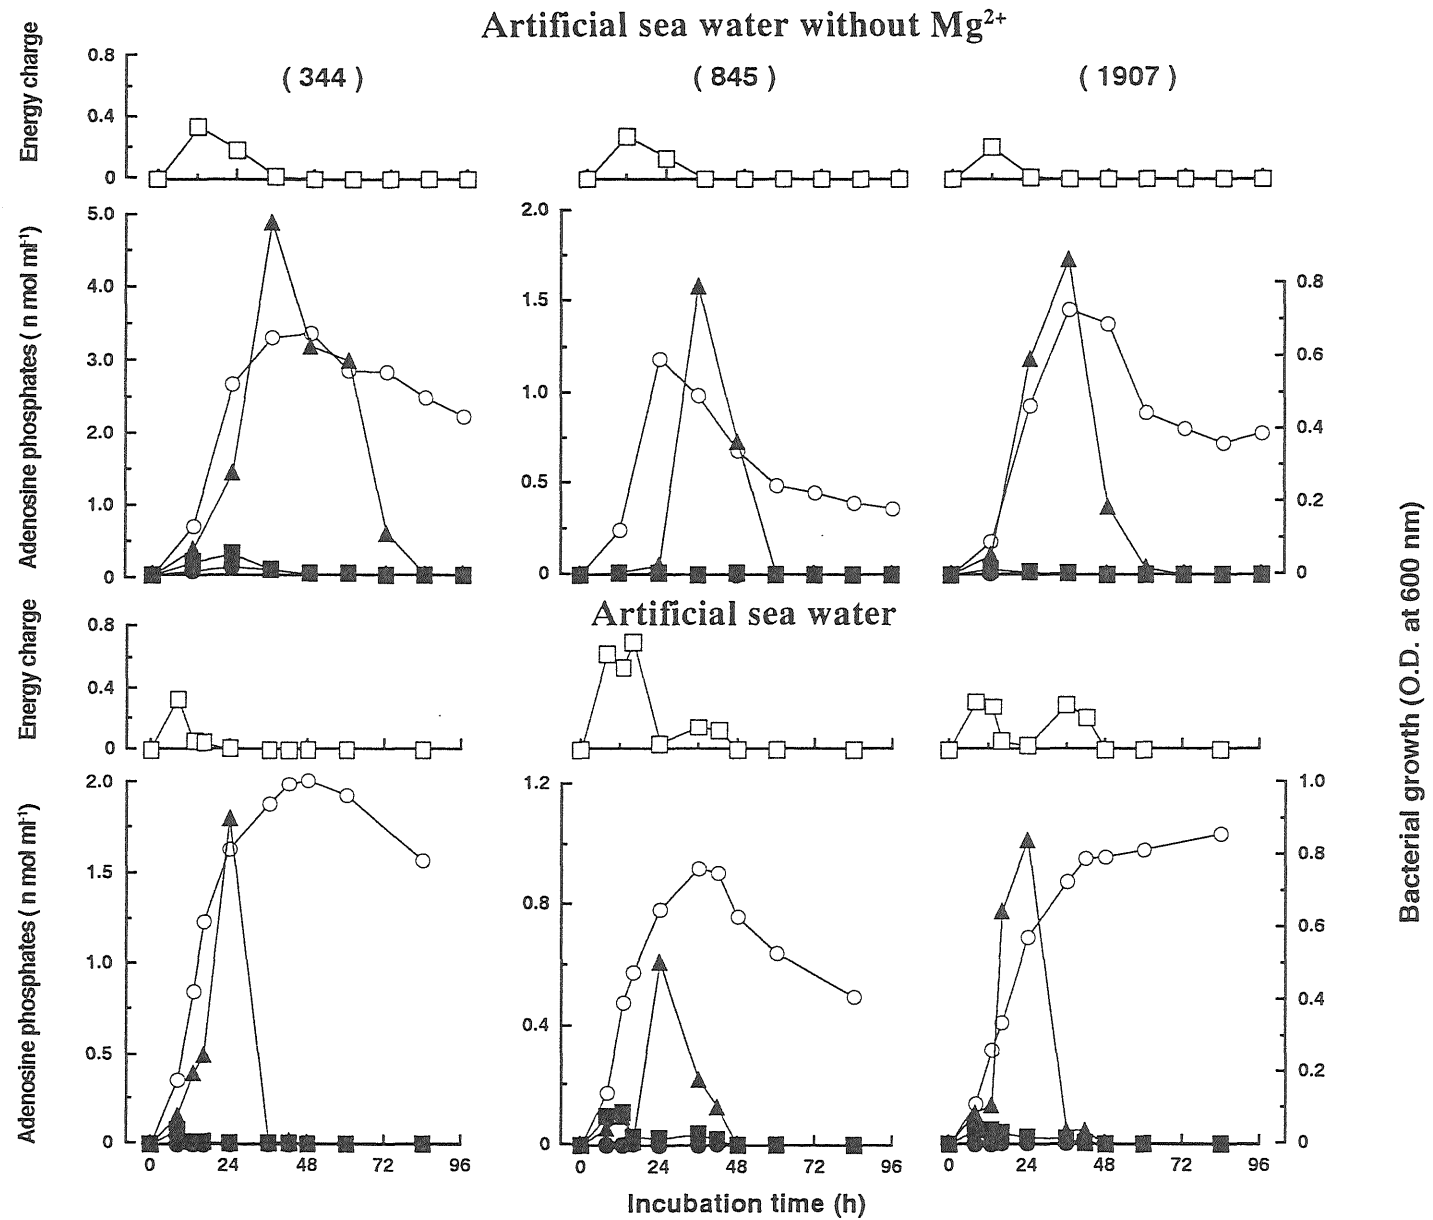 Artificial sea water without Mg²⁺
Energy charge
0.8
0.4
0
( 344 )
( 845 )
( 1907 )
Adenosine phosphates ( n mol ml⁻¹)
5.0
4.0
3.0
2.0
1.0
0
2.0
1.5
1.0
0.5
0
0.8
0.6
0.4
0.2
0
Artificial sea water
Energy charge
0.8
0.4
0
Adenosine phosphates ( n mol ml⁻¹)
2.0
1.5
1.0
0.5
0
1.2
0.8
0.4
0
1.0
0.8
0.6
0.4
0.2
0
Bacterial growth (O.D. at 600 nm)
0 24 48 72 96
0 24 48 72 96
0 24 48 72 96
Incubation time (h)